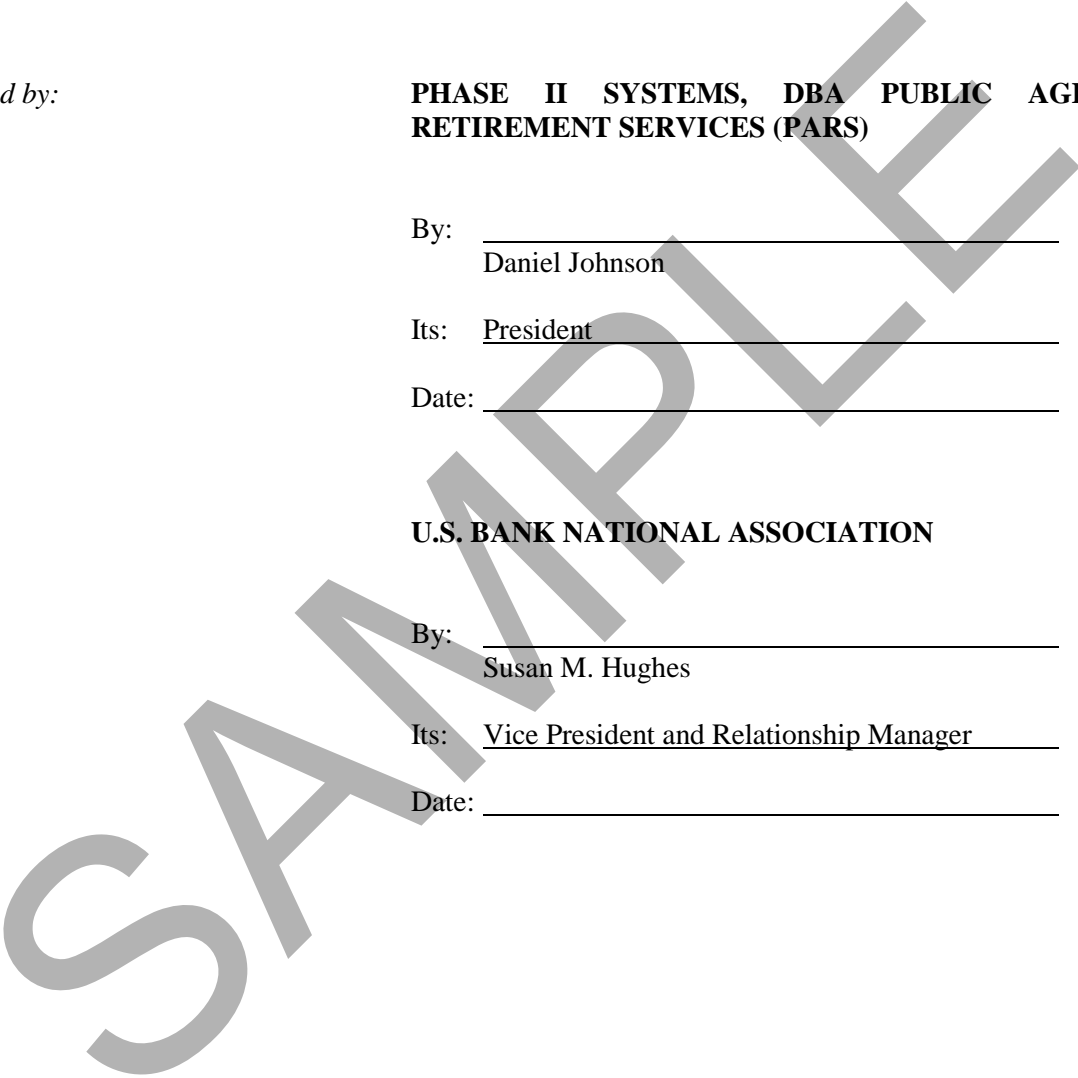 d by:
PHASE II SYSTEMS, DBA PUBLIC
RETIREMENT SERVICES (PARS)
By:
Daniel Johnson
Its: President
Date:
U.S. BANK NATIONAL ASSOCIATION
By:
Susan M. Hughes
Its: Vice President and Relationship Manager
Date:
SAMPLE